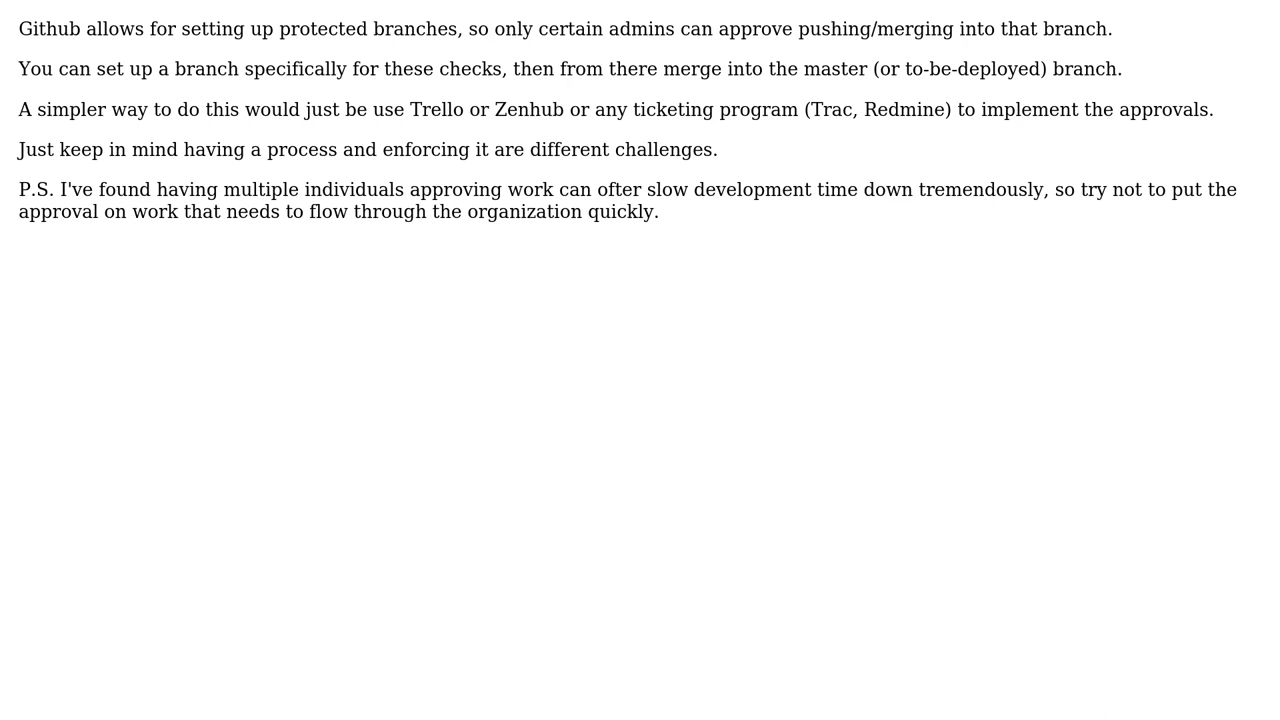 Github allows for setting up protected branches, so only certain admins can approve pushing/merging into that branch.
You can set up a branch specifically for these checks, then from there merge into the master (or to-be-deployed) branch.
A simpler way to do this would just be use Trello or Zenhub or any ticketing program (Trac, Redmine) to implement the approvals.
Just keep in mind having a process and enforcing it are different challenges.
P.S. I've found having multiple individuals approving work can ofter slow development time down tremendously, so try not to put the
approval on work that needs to flow through the organization quickly.